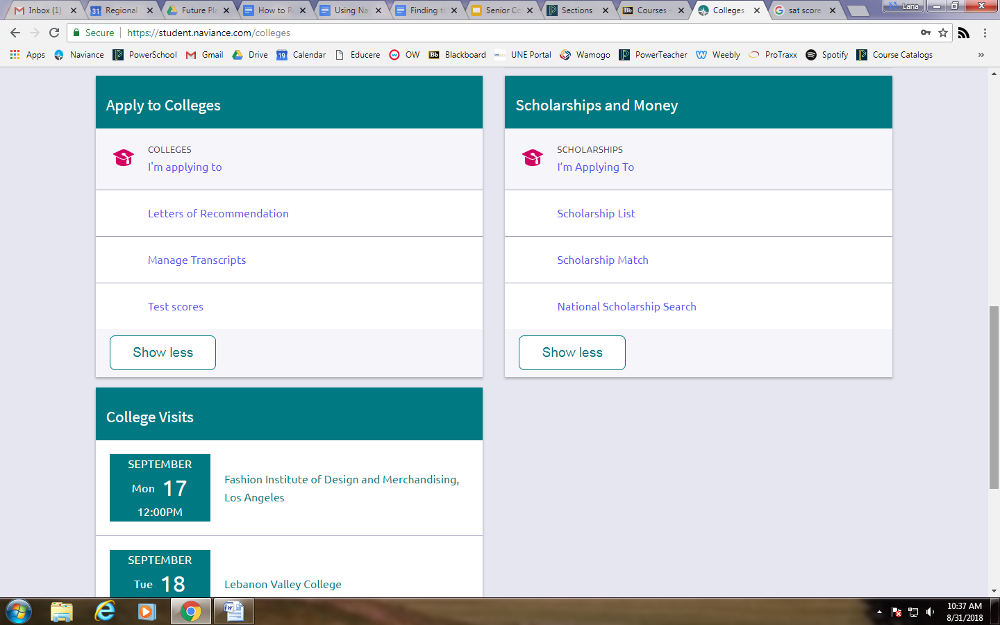 Inbox (1)
Regional
Future Pla
How to R
Using Na
Finding t
Senior Co
Sections
Courses -
Colleges
sat score
Lana
Secure
https://student.naviance.com/colleges
Apps
Naviance
PowerSchool
Gmail
Drive
Calendar
Educere
OW
Blackboard
UNE Portal
Wamogo
PowerTeacher
Weebly
ProTraxx
Spotify
Course Catalogs
»
Apply to Colleges
COLLEGES
I'm applying to
Letters of Recommendation
Manage Transcripts
Test scores
Show less
Scholarships and Money
SCHOLARSHIPS
I’m Applying To
Scholarship List
Scholarship Match
National Scholarship Search
Show less
College Visits
SEPTEMBER
Mon 17
12:00PM
Fashion Institute of Design and Merchandising,
Los Angeles
SEPTEMBER
Tue 18
Lebanon Valley College
10:37 AM
8/31/2018